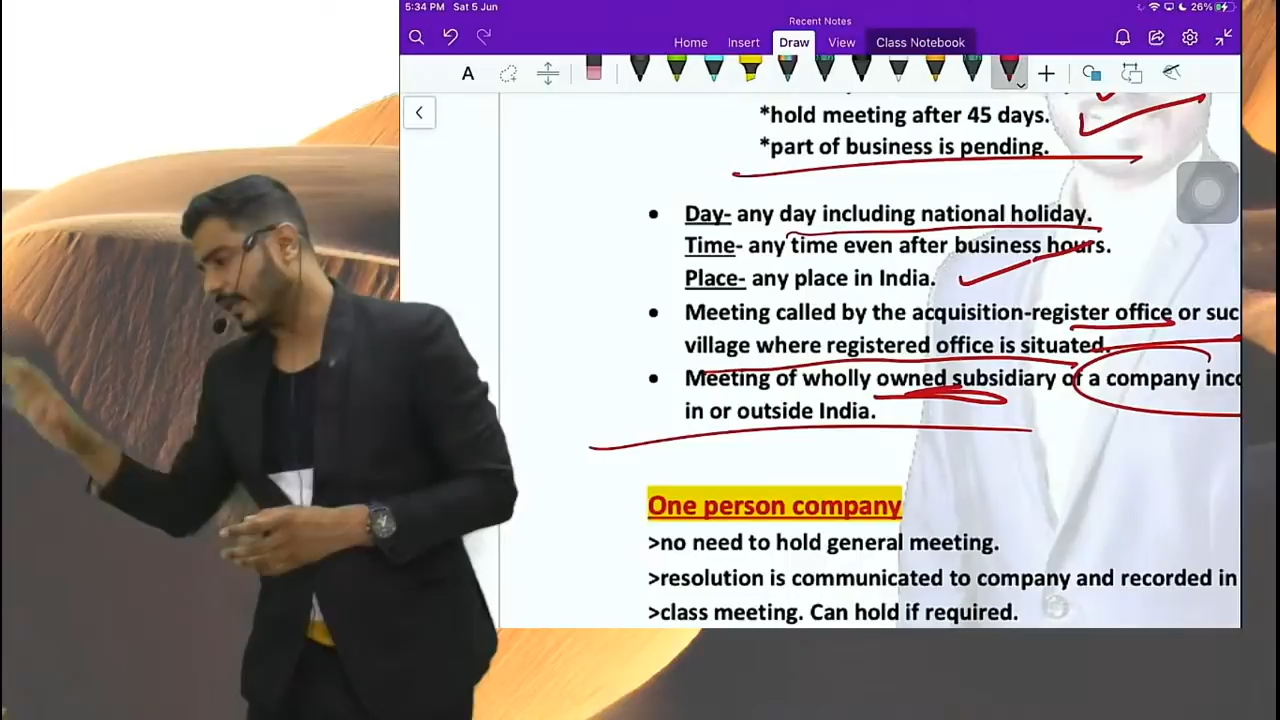 5:34 PM Sat 5 Jun
26%
Recent Notes
Home Insert Draw View Class Notebook
A
*hold meeting after 45 days.
*part of business is pending.
• Day- any day including national holiday.
Time- any time even after business hours.
Place- any place in India.
• Meeting called by the acquisition-register office or suc
village where registered office is situated.
• Meeting of wholly owned subsidiary of a company inc
in or outside India.
One person company
>no need to hold general meeting.
>resolution is communicated to company and recorded in
>class meeting. Can hold if required.